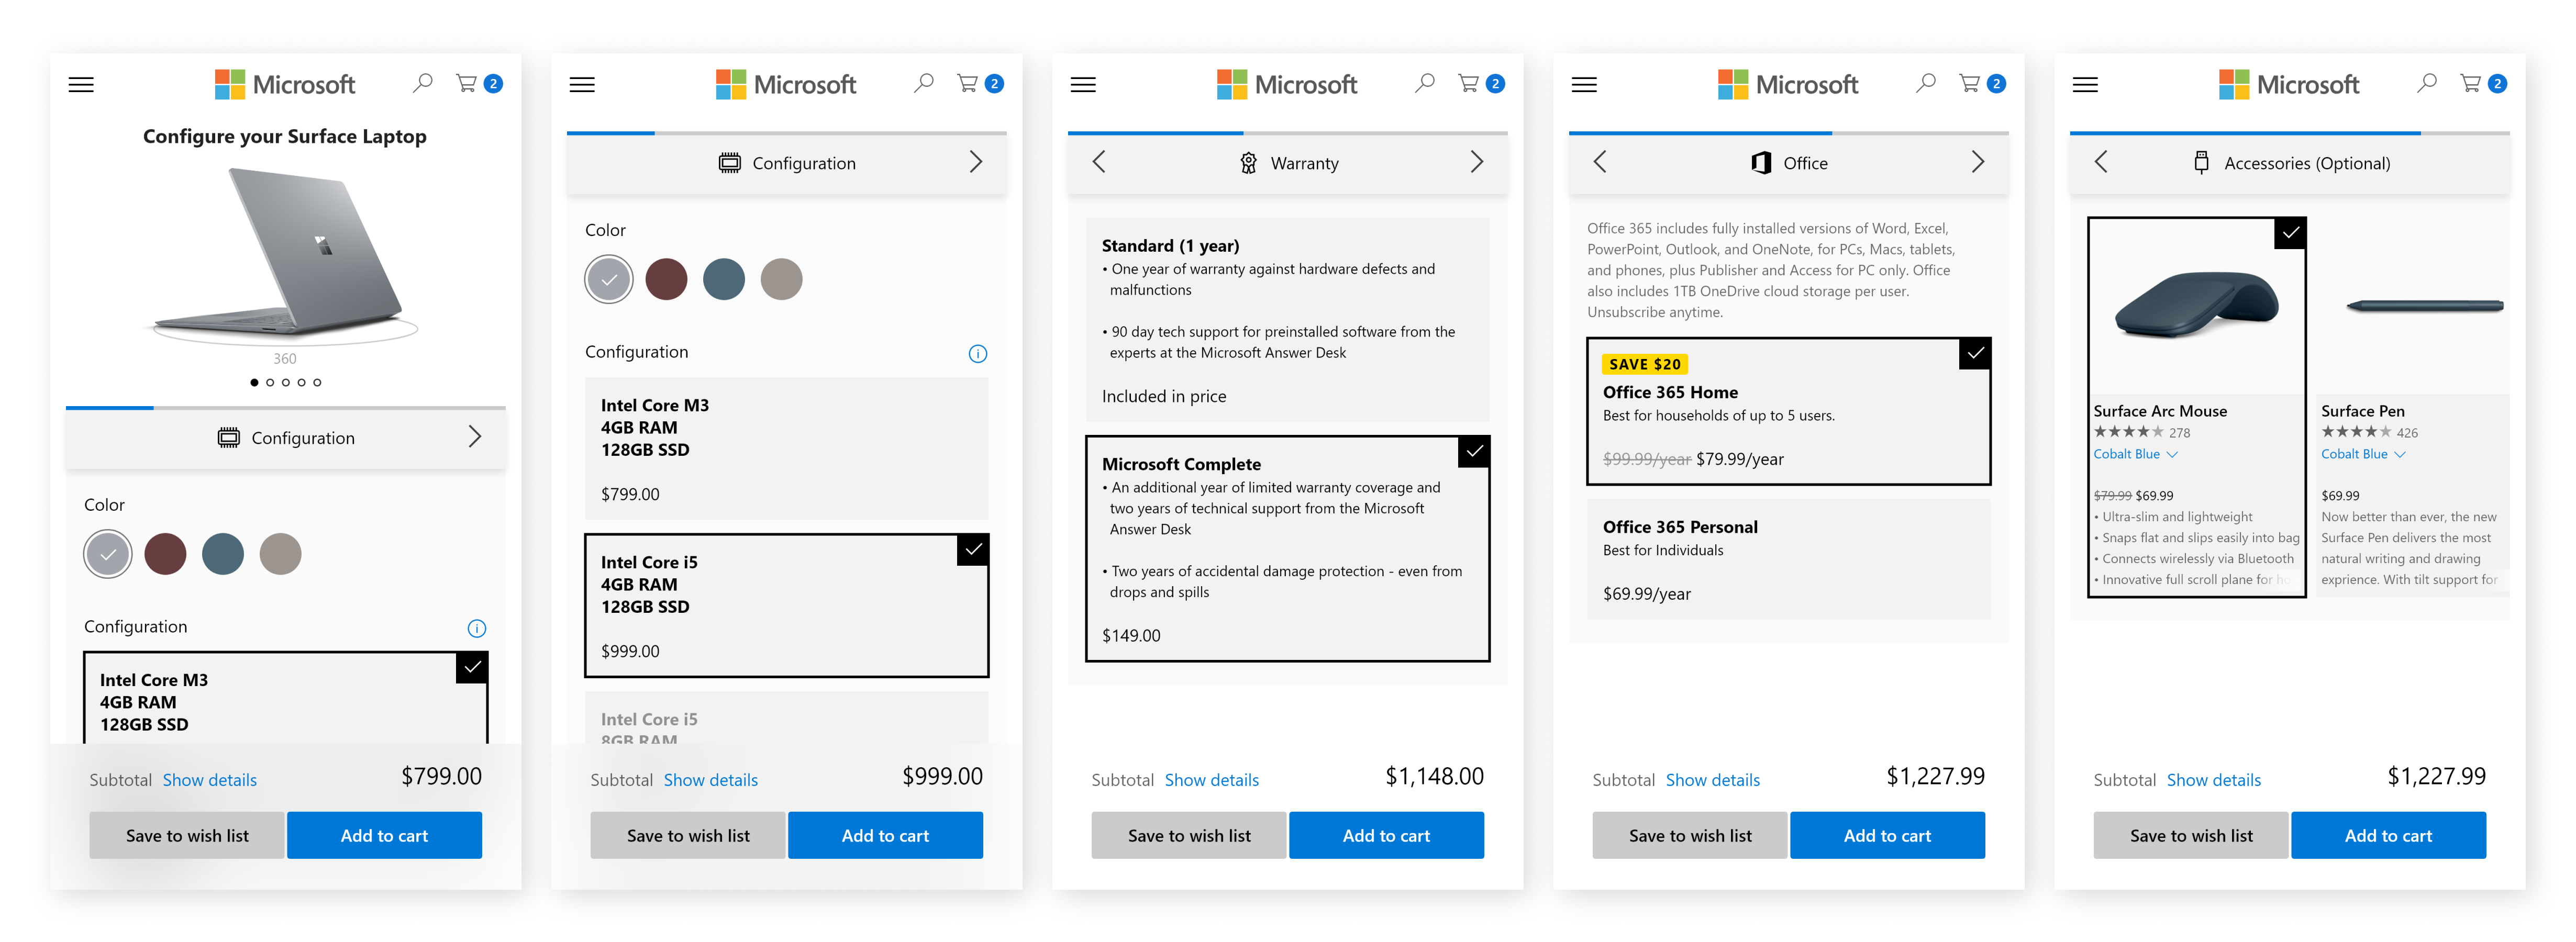 Microsoft
2
Configure your Surface Laptop
360
Configuration
Color
Configuration
Intel Core M3
4GB RAM
128GB SSD
Subtotal Show details $799.00
Save to wish list Add to cart
Microsoft
2
Configuration
Color
Configuration
Intel Core M3
4GB RAM
128GB SSD
$799.00
Intel Core i5
4GB RAM
128GB SSD
$999.00
Intel Core i5
8GB RAM
Subtotal Show details $999.00
Save to wish list Add to cart
Microsoft
2
Warranty
Standard (1 year)
• One year of warranty against hardware defects and
malfunctions
• 90 day tech support for preinstalled software from the
experts at the Microsoft Answer Desk
Included in price
Microsoft Complete
• An additional year of limited warranty coverage and
two years of technical support from the Microsoft
Answer Desk
• Two years of accidental damage protection - even from
drops and spills
$149.00
Subtotal Show details $1,148.00
Save to wish list Add to cart
Microsoft
2
Office
Office 365 includes fully installed versions of Word, Excel,
PowerPoint, Outlook, and OneNote, for PCs, Macs, tablets,
and phones, plus Publisher and Access for PC only. Office
also includes 1TB OneDrive cloud storage per user.
Unsubscribe anytime.
SAVE $20
Office 365 Home
Best for households of up to 5 users.
$99.99/year $79.99/year
Office 365 Personal
Best for Individuals
$69.99/year
Subtotal Show details $1,227.99
Save to wish list Add to cart
Microsoft
2
Accessories (Optional)
Surface Arc Mouse
278
Cobalt Blue
$79.99 $69.99
• Ultra-slim and lightweight
• Snaps flat and slips easily into bag
• Connects wirelessly via Bluetooth
• Innovative full scroll plane for
Surface Pen
426
Cobalt Blue
$69.99
Now better than ever, the new
Surface Pen delivers the most
natural writing and drawing
exprience. With tilt support for
Subtotal Show details $1,227.99
Save to wish list Add to cart